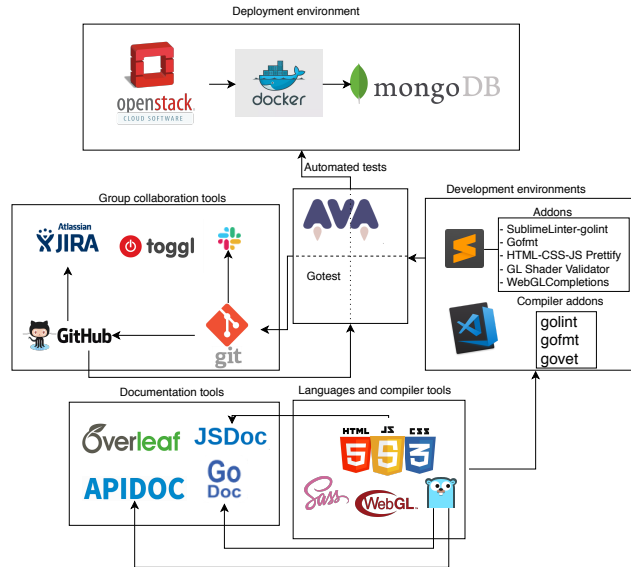 Deployment environment
openstack
CLOUD SOFTWARE
docker
mongoDB
Automated tests
Group collaboration tools
Development environments
Atlassian
JIRA
toggl
AVA
Addons
- SublimeLinter-golint
- Gofmt
- HTML-CSS-JS Prettify
- GL Shader Validator
- WebGLCompletions
Gotest
Compiler addons
golint
gofmt
govet
GitHub
git
Documentation tools
Languages and compiler tools
Overleaf
JSDoc
HTML JS CSS
5 5 3
APIDOC
Go
Doc
Sass
WebGL